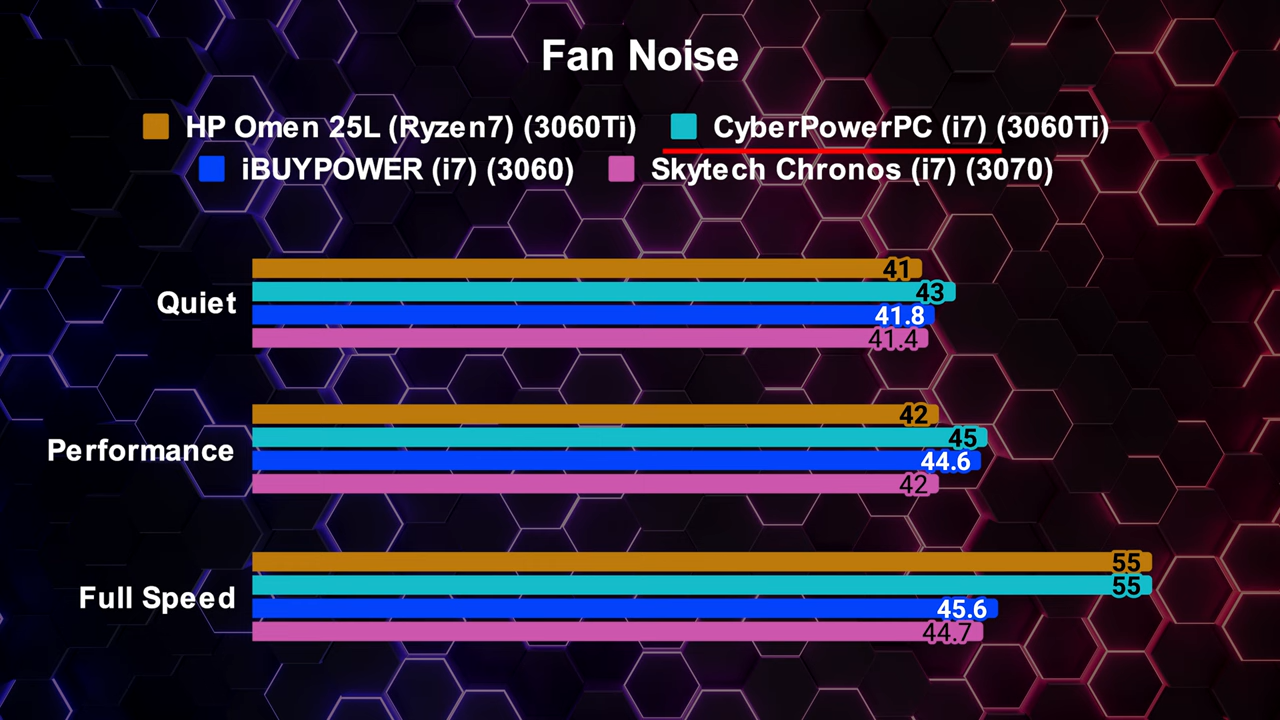 Fan Noise
HP Omen 25L (Ryzen7) (3060Ti) CyberPowerPC (i7) (3060Ti)
iBUYPOWER (i7) (3060) Skytech Chronos (i7) (3070)
41
43
Quiet
41.8
41.4
42
45
Performance
44.6
42
55
55
Full Speed
45.6
44.7